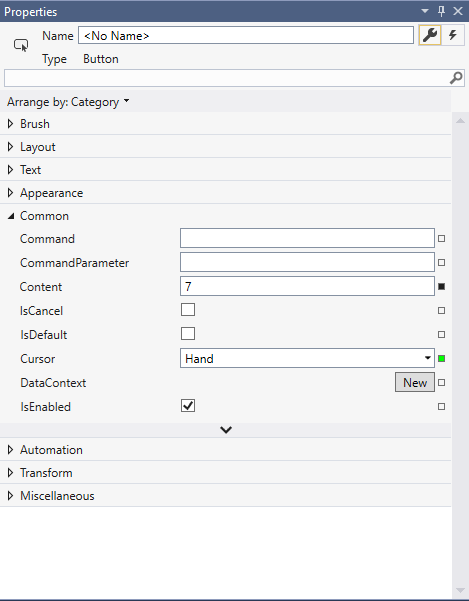 Properties
Name <No Name>
Type Button
Arrange by: Category
Brush
Layout
Text
Appearance
Common
Command
CommandParameter
Content 7
IsCancel
IsDefault
Cursor Hand
DataContext New
IsEnabled
Automation
Transform
Miscellaneous